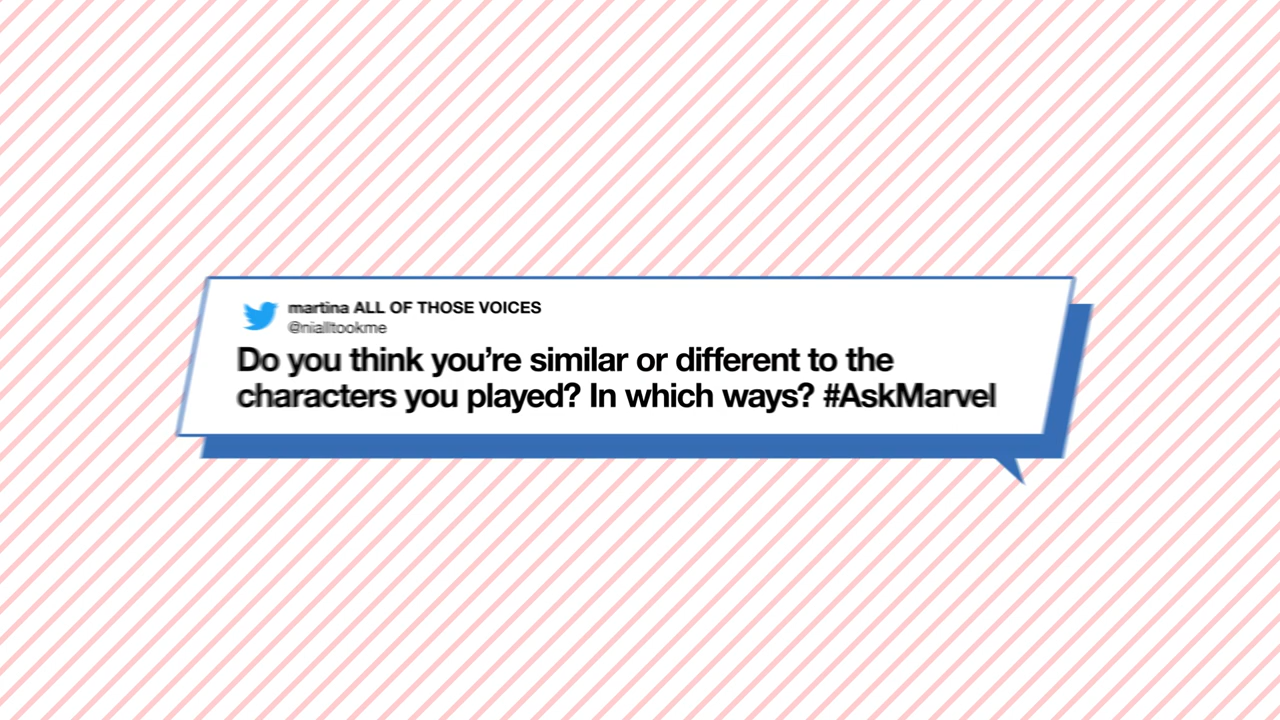 martina ALL OF THOSE VOICES
@nialltookme
Do you think you’re similar or different to the
characters you played? In which ways? #AskMarvel